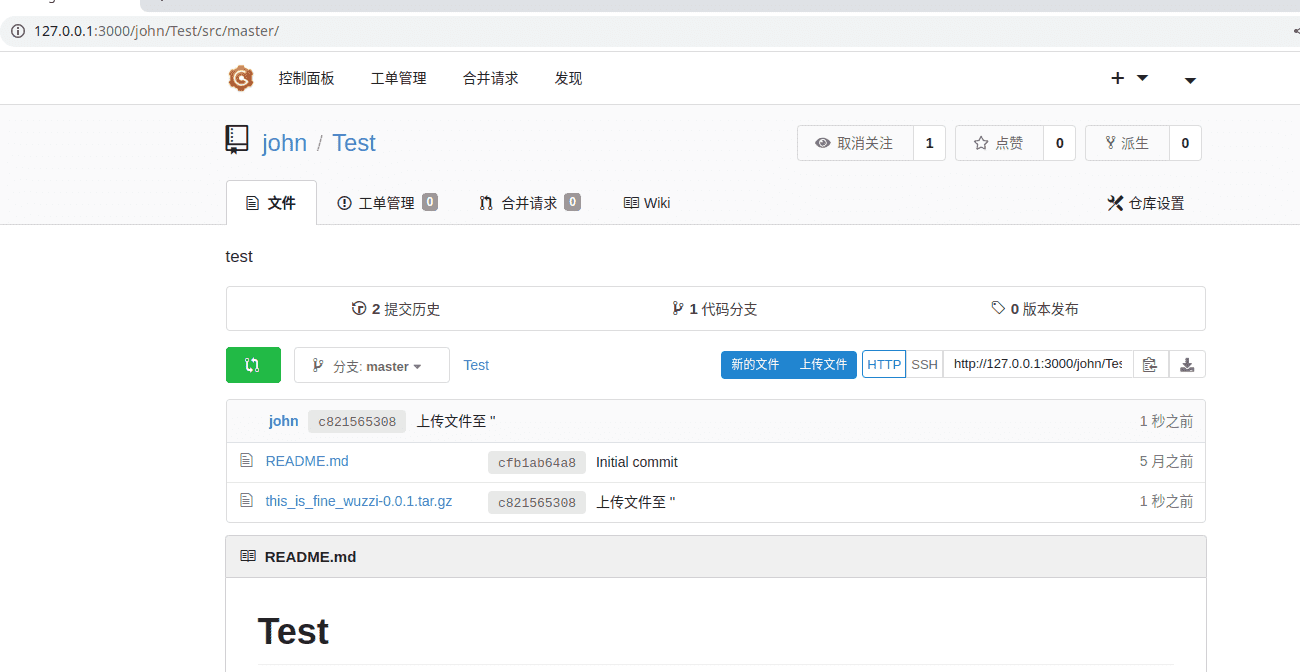 127.0.0.1:3000/john/Test/src/master/
控制面板 工单管理 合并请求 发现
john / Test 取消关注 1 点赞 0 派生 0
文件 工单管理 0 合并请求 0 Wiki 仓库设置
test
2 提交历史 1 代码分支 0 版本发布
分支: master Test 新的文件 上传文件 HTTP SSH http://127.0.0.1:3000/john/Tes
john c821565308 上传文件至 '' 1 秒之前
README.md cfb1ab64a8 Initial commit 5 月之前
this_is_fine_wuzzi-0.0.1.tar.gz c821565308 上传文件至 '' 1 秒之前
README.md
Test